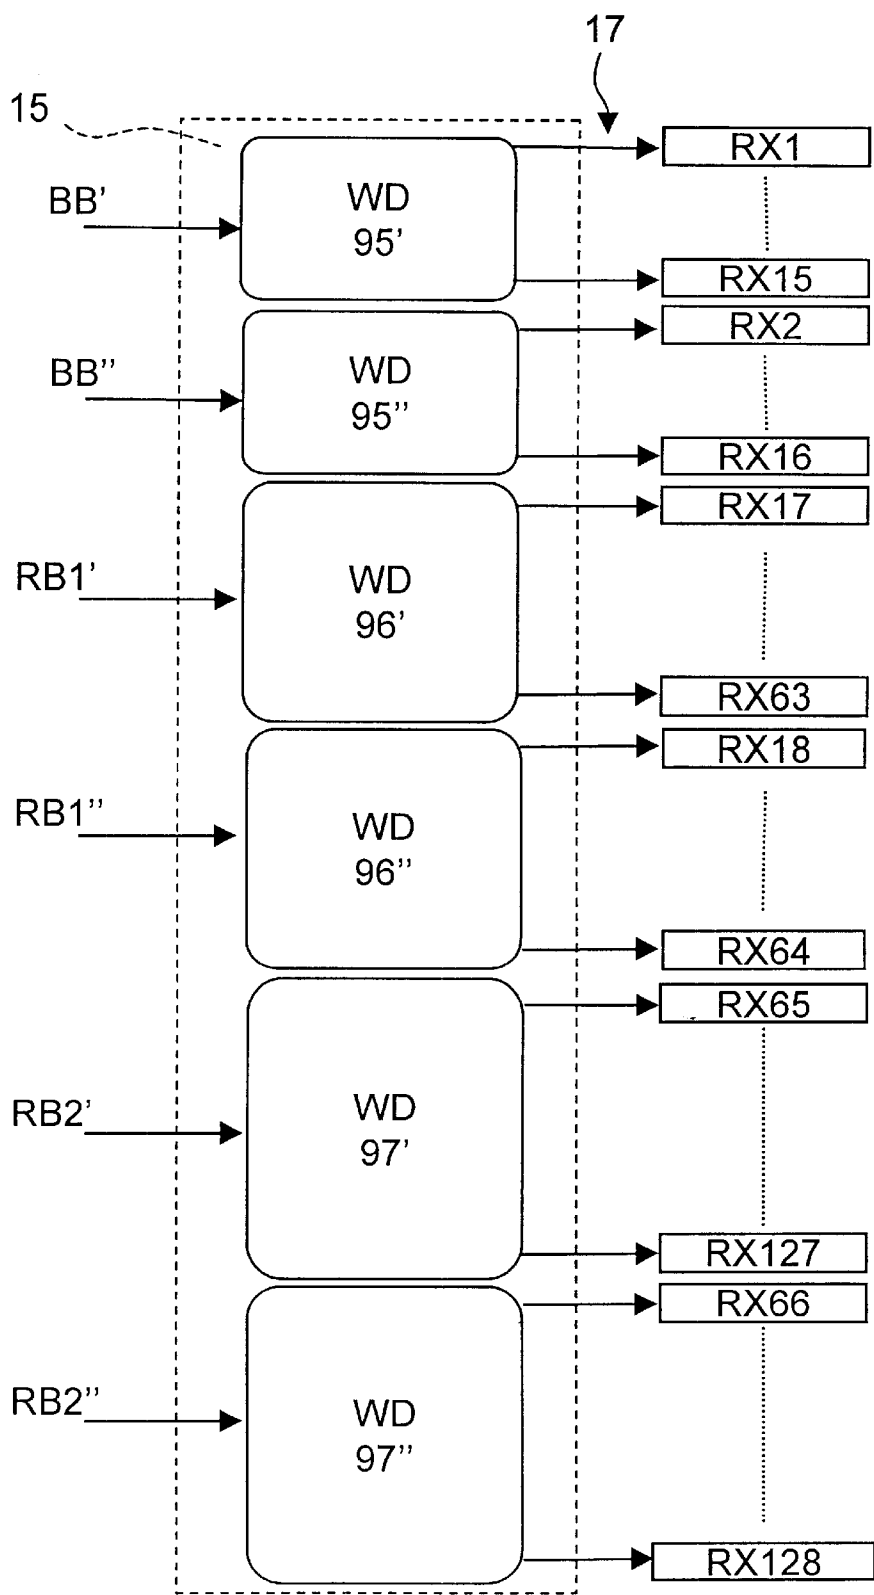 17
15
RX1
BB’
WD
95’
RX15
RX2
BB’’
WD
95’’
RX16
RX17
RB1’
WD
96’
RX63
RX18
RB1’’
WD
96’’
RX64
RX65
RB2’
WD
97’
RX127
RX66
RB2’’
WD
97’’
RX128